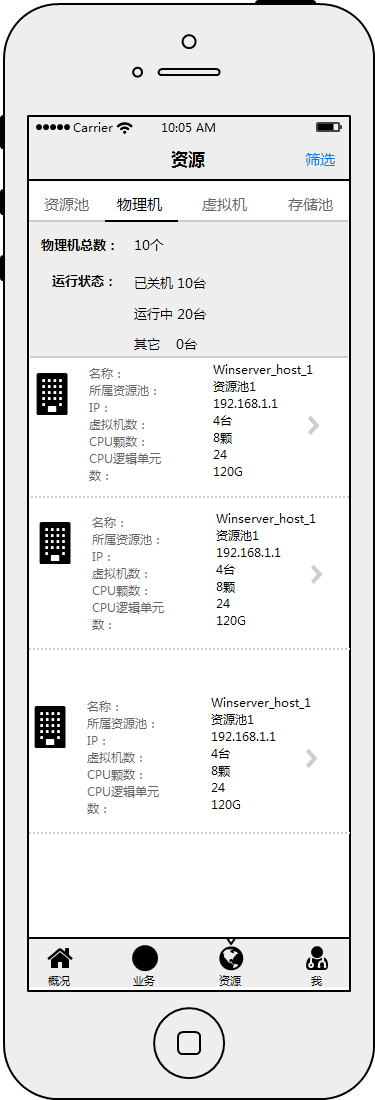 Carrier 10:05 AM
资源 筛选
资源池 物理机 虚拟机 存储池
物理机总数： 10个
运行状态： 已关机 10台
运行中 20台
其它 0台
名称： Winserver_host_1
所属资源池： 资源池1
IP： 192.168.1.1
虚拟机数： 4台
CPU颗数： 8颗
CPU逻辑单元 24
数： 120G
名称： Winserver_host_1
所属资源池： 资源池1
IP： 192.168.1.1
虚拟机数： 4台
CPU颗数： 8颗
CPU逻辑单元 24
数： 120G
名称： Winserver_host_1
所属资源池： 资源池1
IP： 192.168.1.1
虚拟机数： 4台
CPU颗数： 8颗
CPU逻辑单元 24
数： 120G
概况 业务 资源 我